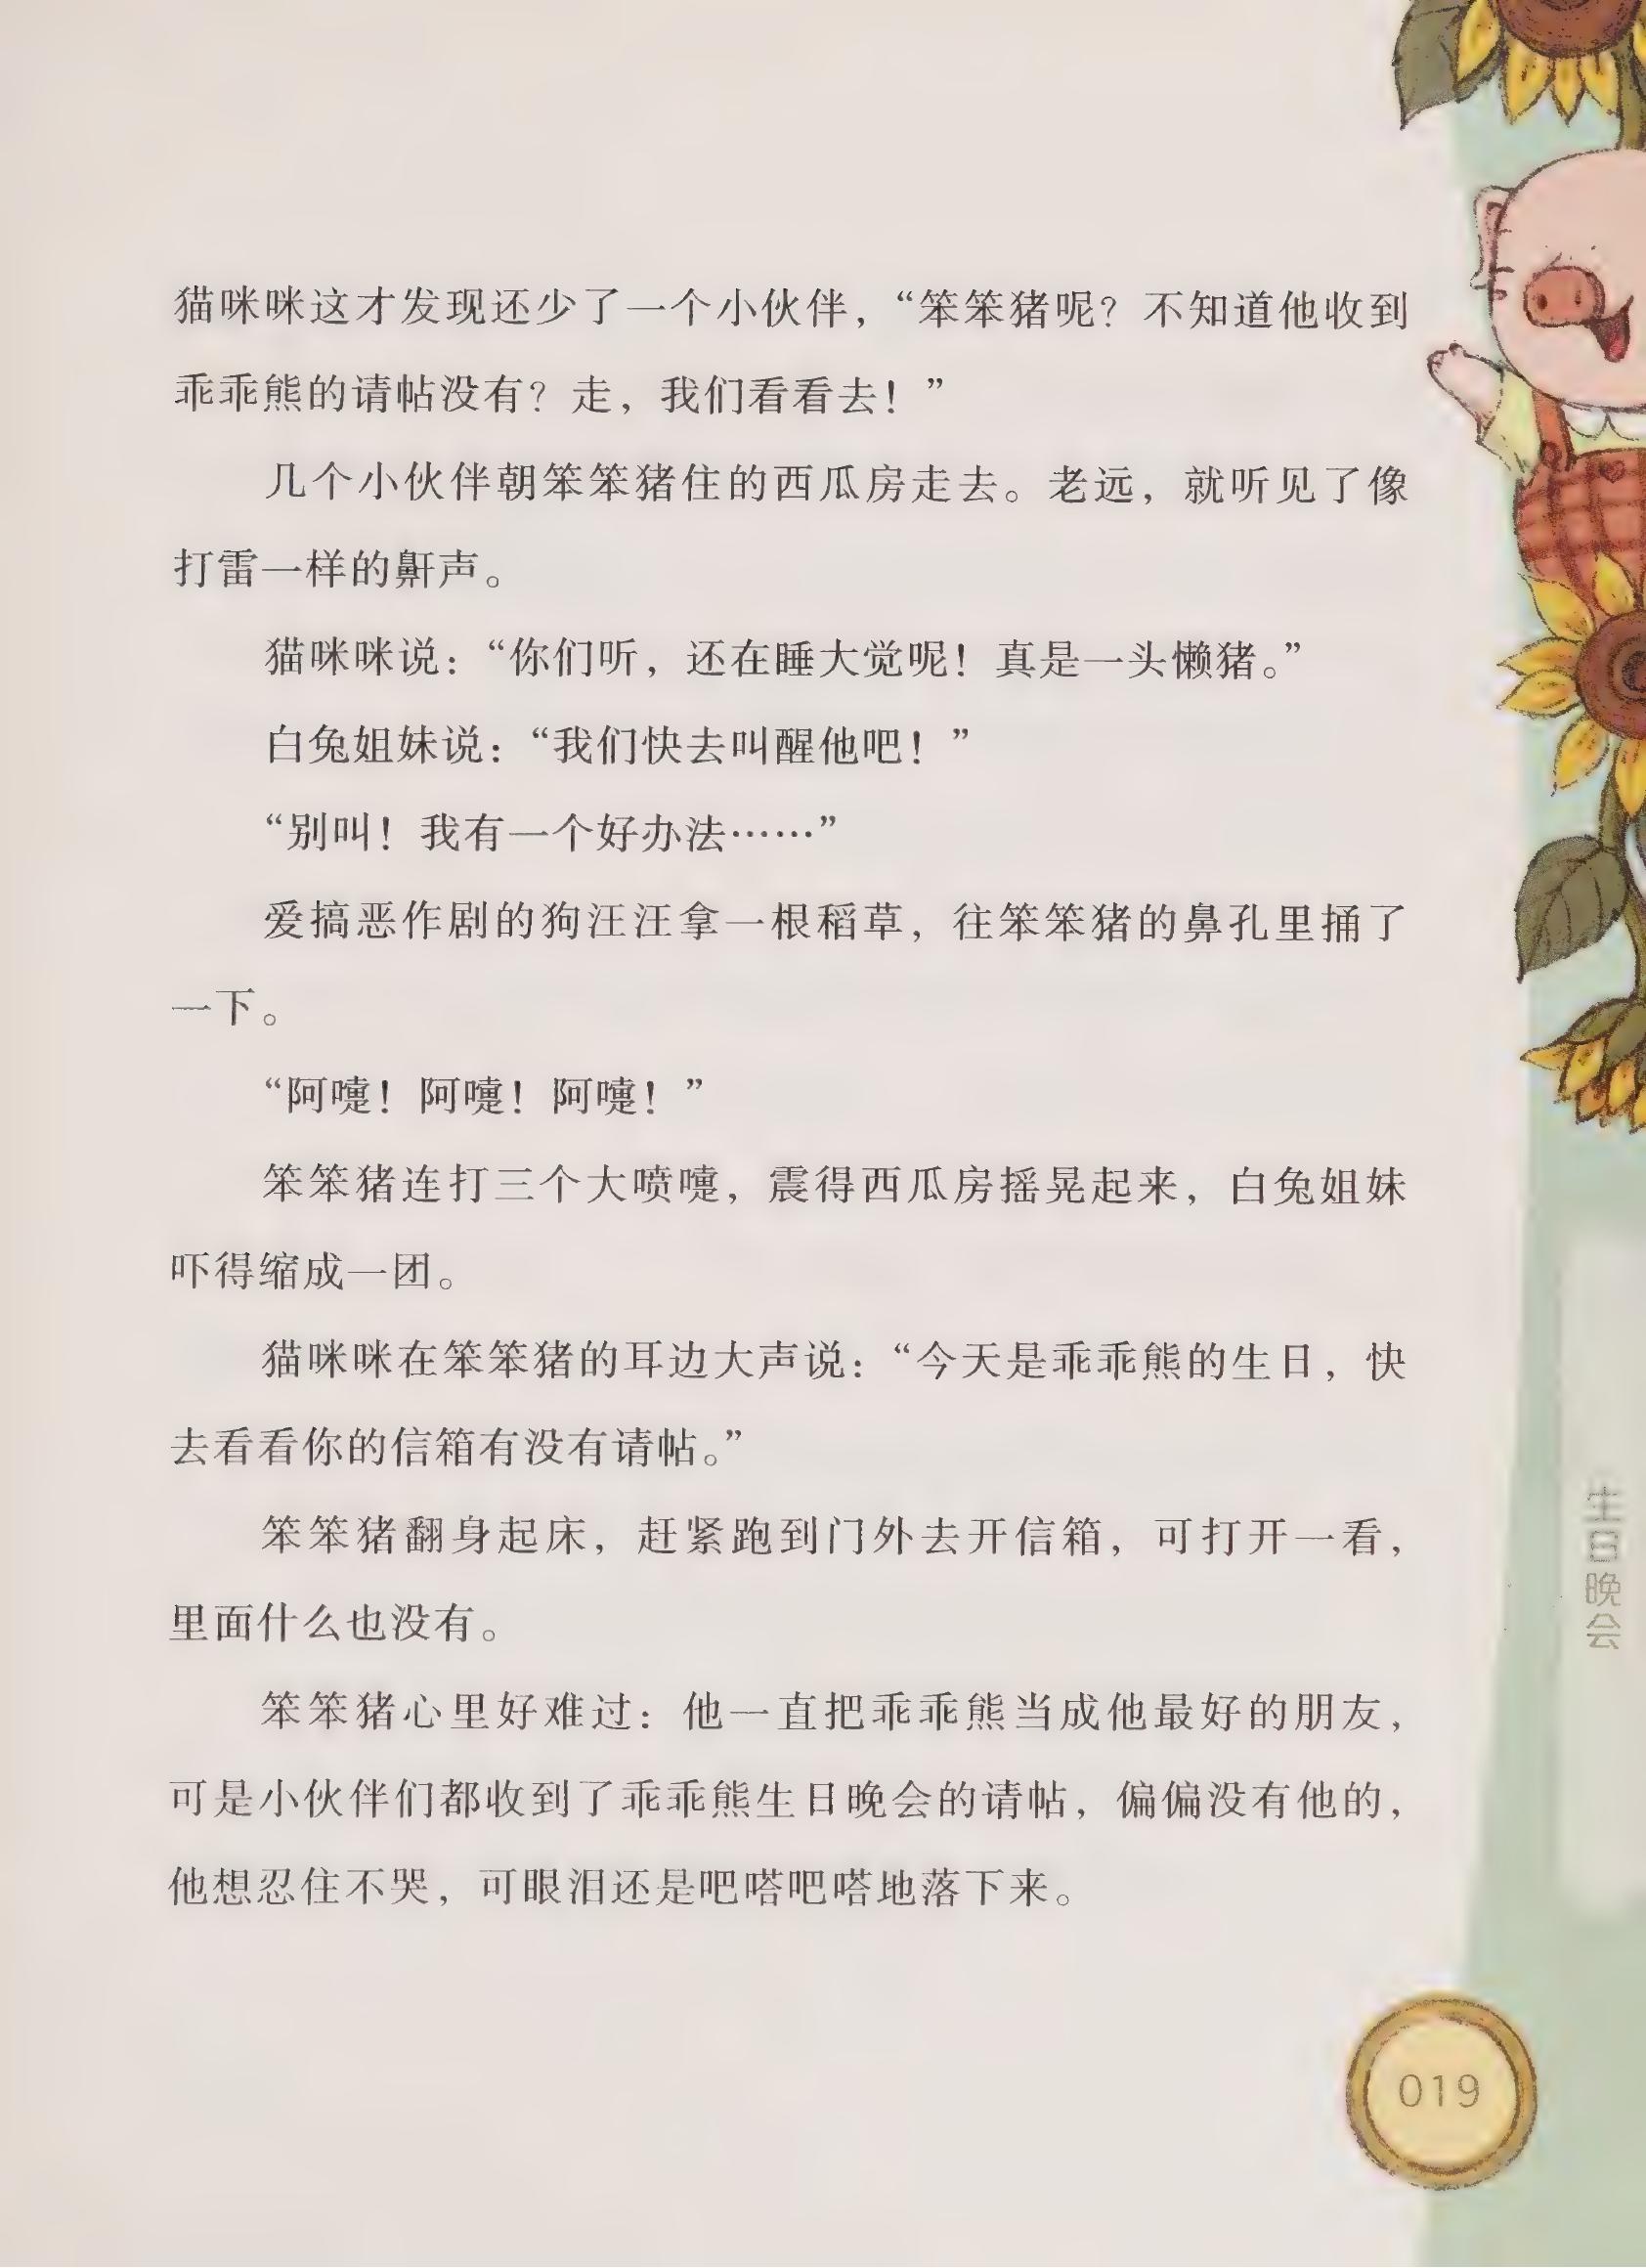 猫咪咪这才发现还少了一个小伙伴，“笨笨猪呢？不知道他收到
乖乖熊的请帖没有？走，我们看看去！”
几个小伙伴朝笨笨猪住的西瓜房走去。老远，就听见了像
打雷一样的鼾声。
猫咪咪说：“你们听，还在睡大觉呢！真是一头懒猪。”
白兔姐妹说：“我们快去叫醒他吧！”
“别叫！我有一个好办法……”
爱搞恶作剧的狗汪汪拿一根稻草，往笨笨猪的鼻孔里捅了
一下。
“阿嚏！阿嚏！阿嚏！”
笨笨猪连打三个大喷嚏，震得西瓜房摇晃起来，白兔姐妹
吓得缩成一团。
猫咪咪在笨笨猪的耳边大声说：“今天是乖乖熊的生日，快
去看看你的信箱有没有请帖。”
笨笨猪翻身起床，赶紧跑到门外去开信箱，可打开一看，
里面什么也没有。
笨笨猪心里好难过：他一直把乖乖熊当成他最好的朋友，
可是小伙伴们都收到了乖乖熊生日晚会的请帖，偏偏没有他的，
他想忍住不哭，可眼泪还是吧嗒吧嗒地落下来。
生日晚会
019